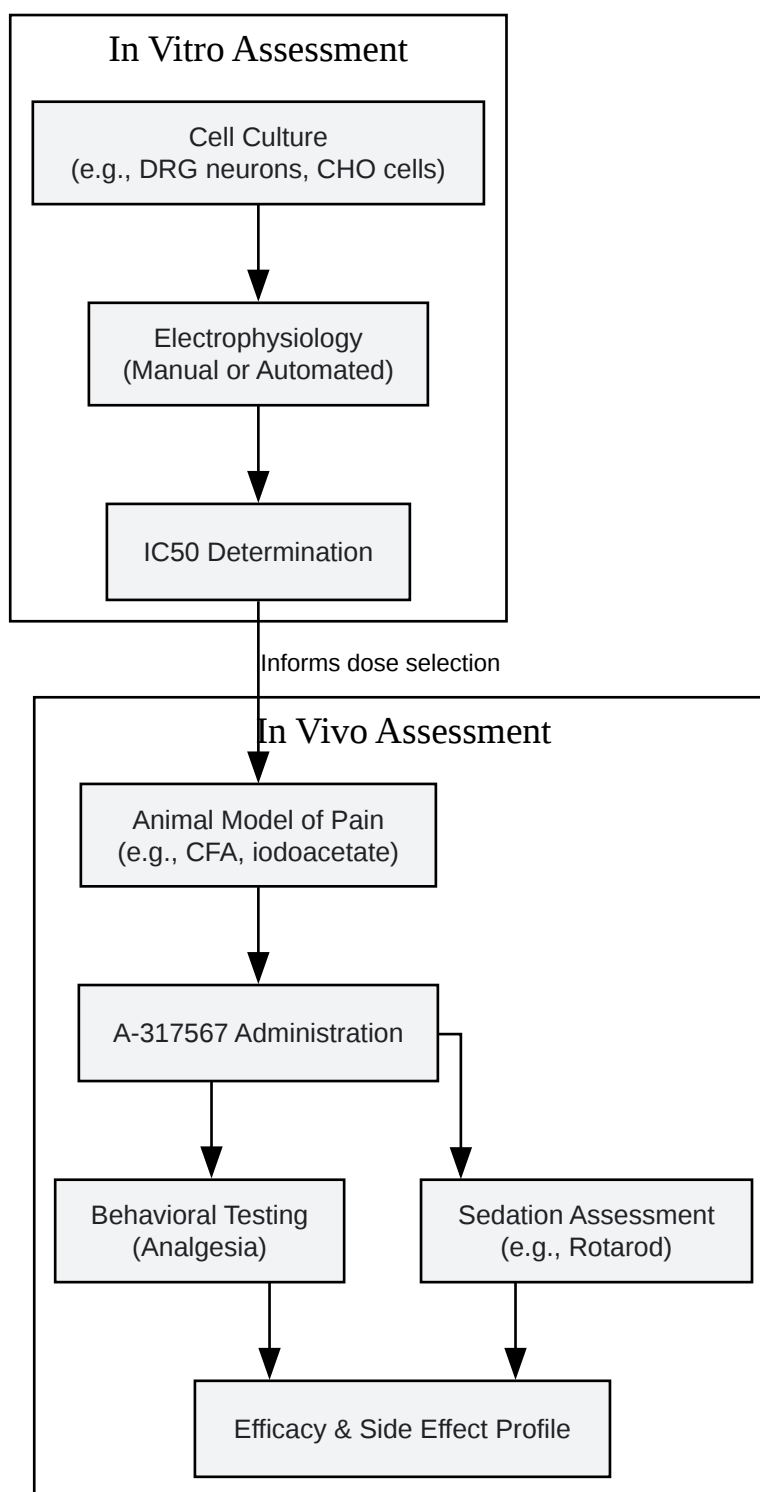 In Vitro Assessment
Cell Culture
(e.g., DRG neurons, CHO cells)
Electrophysiology
(Manual or Automated)
IC50 Determination
Informs dose selection
In Vivo Assessment
Animal Model of Pain
(e.g., CFA, iodoacetate)
A-317567 Administration
Behavioral Testing
(Analgesia)
Sedation Assessment
(e.g., Rotarod)
Efficacy & Side Effect Profile